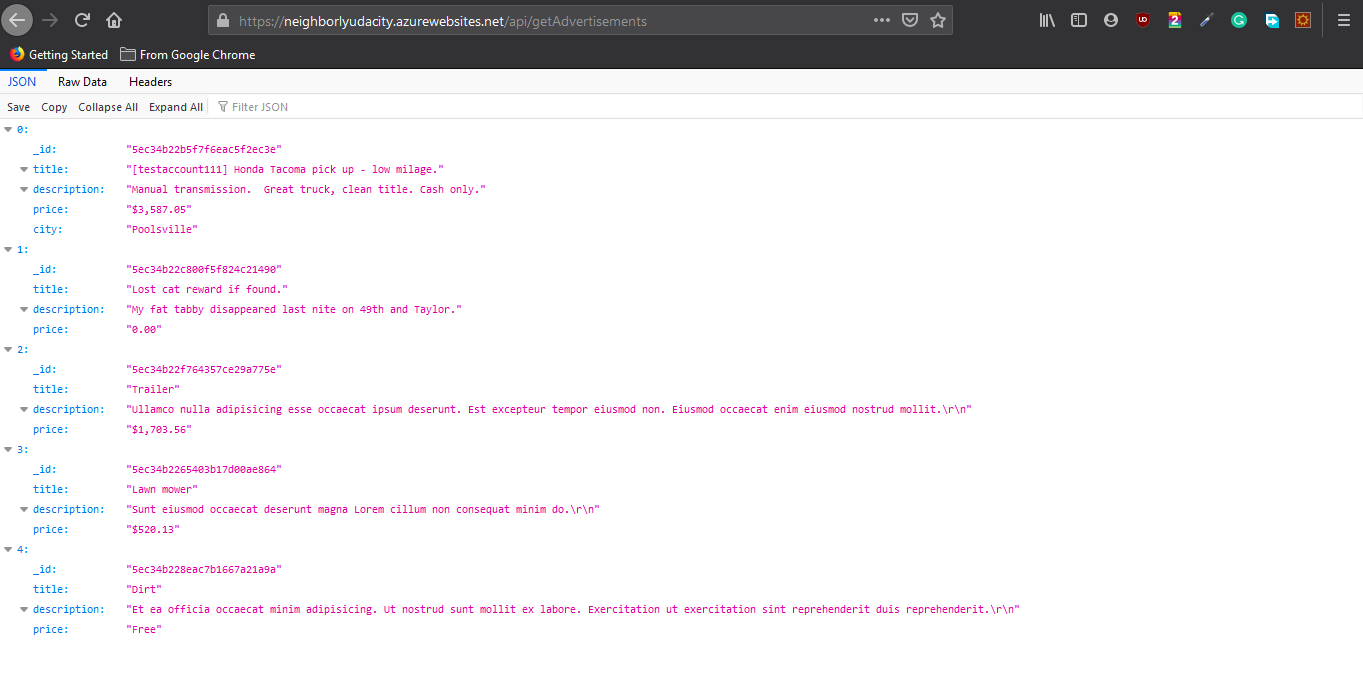 https://neighborlyudacity.azurewebsites.net/api/getAdvertisements
Getting Started From Google Chrome
JSON Raw Data Headers
Save Copy Collapse All Expand All Filter JSON
0:
_id: "5ec34b22b5f7f6eac5f2ec3e"
title: "[testaccount111] Honda Tacoma pick up - low milage."
description: "Manual transmission.  Great truck, clean title. Cash only."
price: "$3,587.05"
city: "Poolsville"
1:
_id: "5ec34b22c800f5f824c21490"
title: "Lost cat reward if found."
description: "My fat tabby disappeared last nite on 49th and Taylor."
price: "0.00"
2:
_id: "5ec34b22f764357ce29a775e"
title: "Trailer"
description: "Ullamco nulla adipisicing esse occaecat ipsum deserunt. Est excepteur tempor eiusmod non. Eiusmod occaecat enim eiusmod nostrud mollit.\r\n"
price: "$1,703.56"
3:
_id: "5ec34b2265403b17d00ae864"
title: "Lawn mower"
description: "Sunt eiusmod occaecat deserunt magna Lorem cillum non consequat minim do.\r\n"
price: "$520.13"
4:
_id: "5ec34b228eac7b1667a21a9a"
title: "Dirt"
description: "Et ea officia occaecat minim adipisicing. Ut nostrud sunt mollit ex labore. Exercitation ut exercitation sint reprehenderit duis reprehenderit.\r\n"
price: "Free"